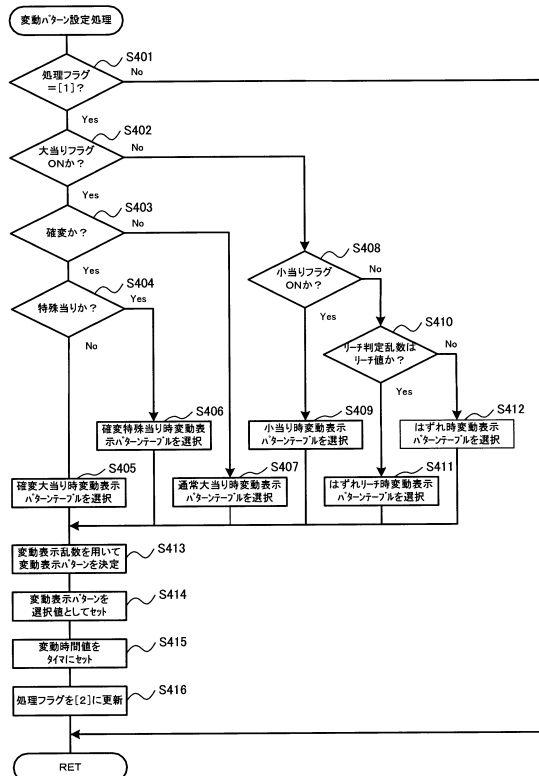 変動パターン設定処理
S401
処理フラグ
=[1]?
No
Yes
S402
大当りフラグ
ONか?
No
Yes
S403
確変か?
No
Yes
S404
特殊当りか?
Yes
No
S408
小当りフラグ
ONか?
No
Yes
S410
リーチ判定乱数は
リーチ値か?
No
Yes
S406
確変特殊当り時変動表
示パターンテーブルを選択
S409
小当り時変動表示
パターンテーブルを選択
S412
はずれ時変動表示
パターンテーブルを選択
S405
確変大当り時変動表示
パターンテーブルを選択
S407
通常大当り時変動表示
パターンテーブルを選択
S411
はずれリーチ時変動表示
パターンテーブルを選択
S413
変動表示乱数を用いて
変動表示パターンを決定
S414
変動表示パターンを
選択値としてセット
S415
変動時間値を
タイマにセット
S416
処理フラグを[2]に更新
RET